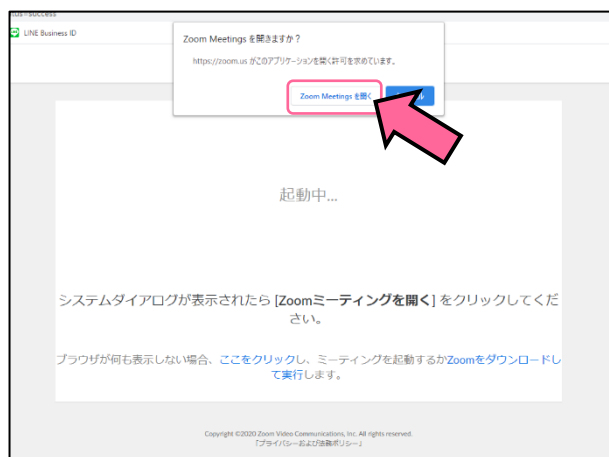 us=success
LINE Business ID
Zoom Meetings を開きますか？
https://zoom.us がこのアプリケーションを開く許可を求めています。
Zoom Meetings を開く
起動中...
システムダイアログが表示されたら [Zoomミーティングを開く] をクリックしてくだ
さい。
ブラウザが何も表示しない場合、ここをクリックし、ミーティングを起動するかZoomをダウンロードし
て実行します。
Copyright ©2020 Zoom Video Communications, Inc. All rights reserved.
「プライバシーおよび法務ポリシー」